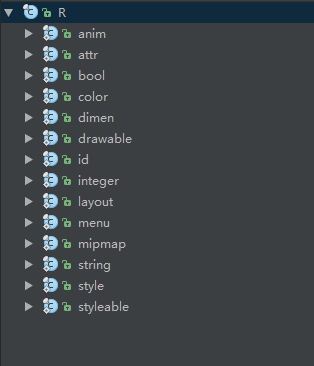 R
anim
attr
bool
color
dimen
drawable
id
integer
layout
menu
mipmap
string
style
styleable